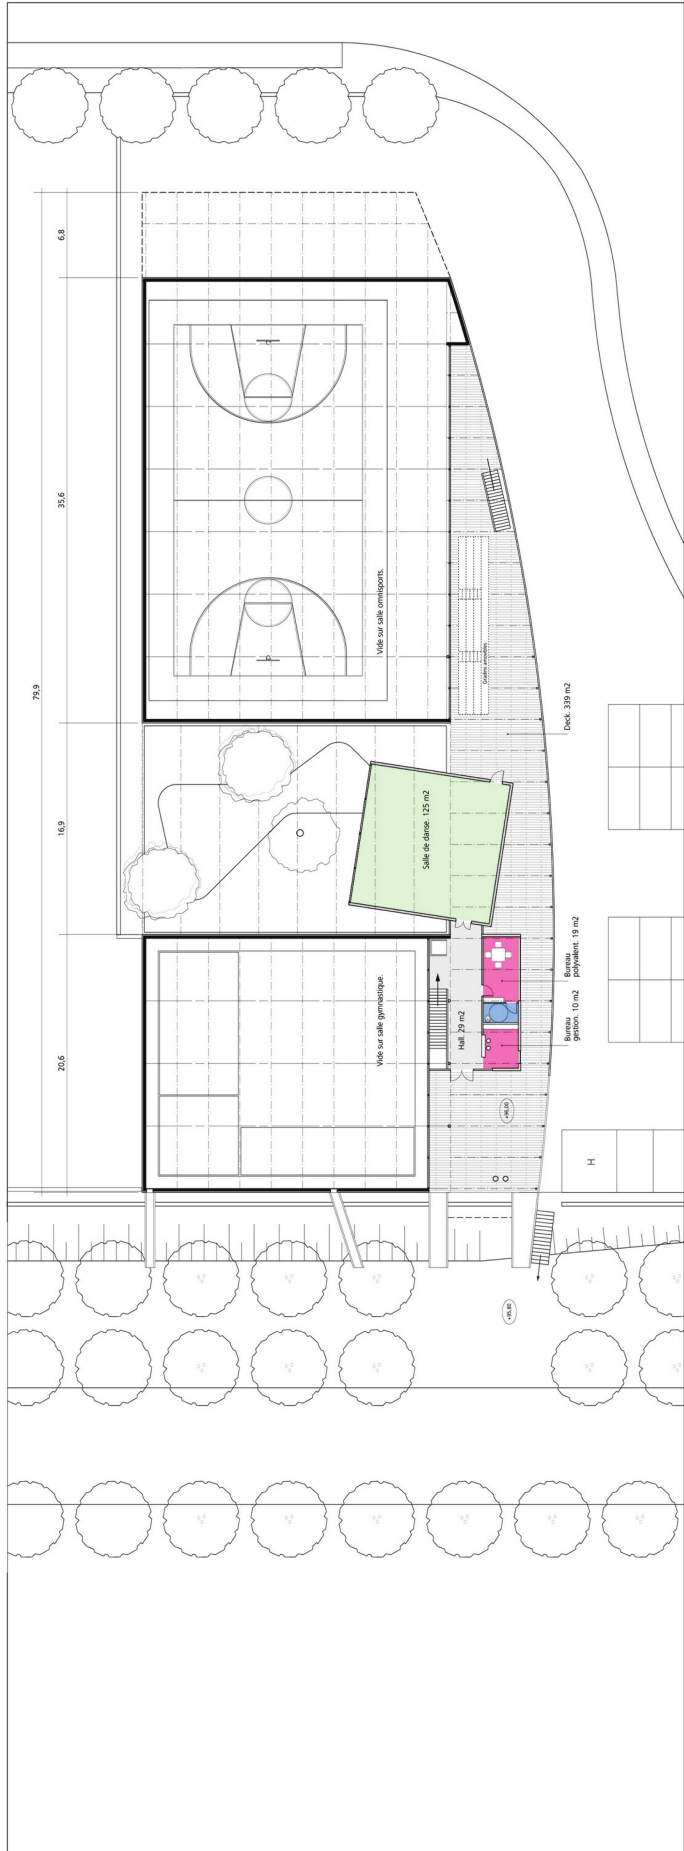 6,8
35,6
79,9
16,9
20,6
Vide sur salle omnisports.
Gradins amovibles
Deck. 339 m2
Salle de danse. 125 m2
Vide sur salle gymnastique.
Hall. 29 m2
Bureau
polyvalent. 19 m2
Bureau
gestion. 10 m2
+96,00
H
+95,80